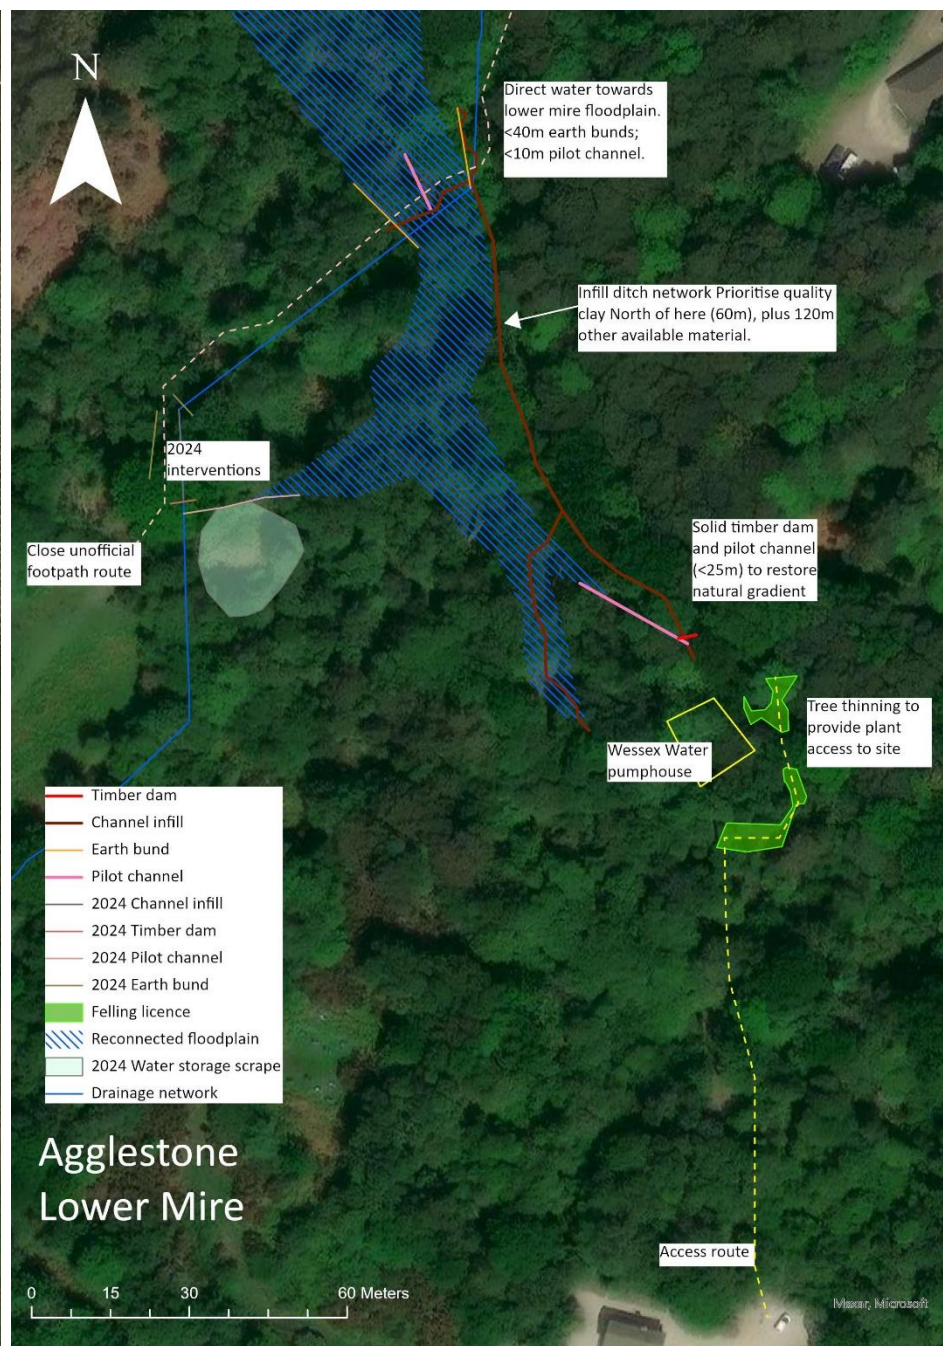 N
Direct water towards
lower mire floodplain.
<40m earth bunds;
<10m pilot channel.
Infill ditch network Prioritise quality
clay North of here (60m), plus 120m
other available material.
2024
interventions
Close unofficial
footpath route
Solid timber dam
and pilot channel
(<25m) to restore
natural gradient
Tree thinning to
provide plant
access to site
Wessex Water
pumphouse
Timber dam
Channel infill
Earth bund
Pilot channel
2024 Channel infill
2024 Timber dam
2024 Pilot channel
2024 Earth bund
Felling licence
Reconnected floodplain
2024 Water storage scrape
Drainage network
Agglestone
Lower Mire
Access route
0 15 30 60 Meters
Maxar, Microsoft